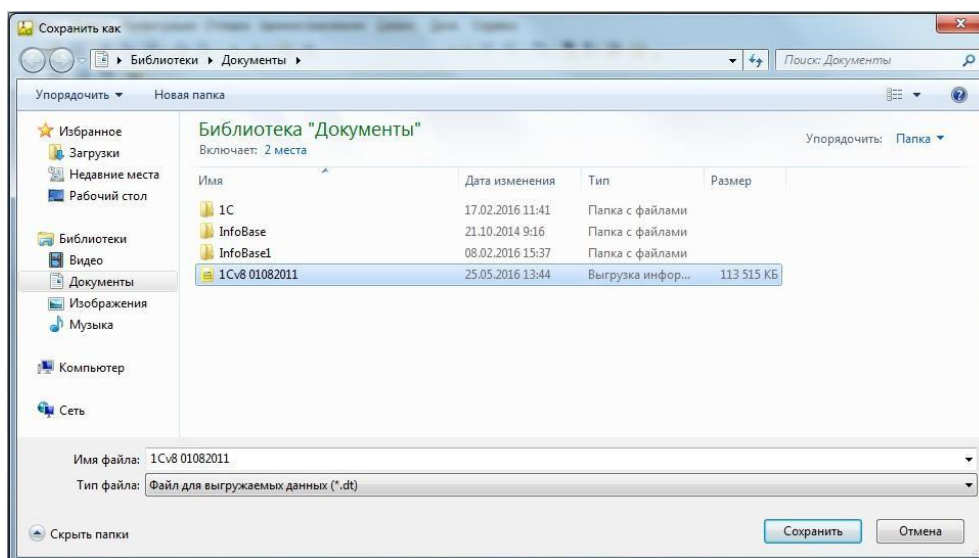 Сохранить как
Библиотеки ▸ Документы ▸
Поиск: Документы
Упорядочить ▼ Новая папка
Избранное
Загрузки
Недавние места
Рабочий стол
Библиотеки
Видео
Документы
Изображения
Музыка
Компьютер
Сеть
Библиотека "Документы"
Включает: 2 места
Упорядочить: Папка ▼
Имя Дата изменения Тип Размер
1C 17.02.2016 11:41 Папка с файлами
InfoBase 21.10.2014 9:16 Папка с файлами
InfoBase1 08.02.2016 15:37 Папка с файлами
1Cv8 01082011 25.05.2016 13:44 Выгрузка инфор... 113 515 КБ
Имя файла: 1Cv8 01082011
Тип файла: Файл для выгружаемых данных (*.dt)
Скрыть папки
Сохранить Отмена